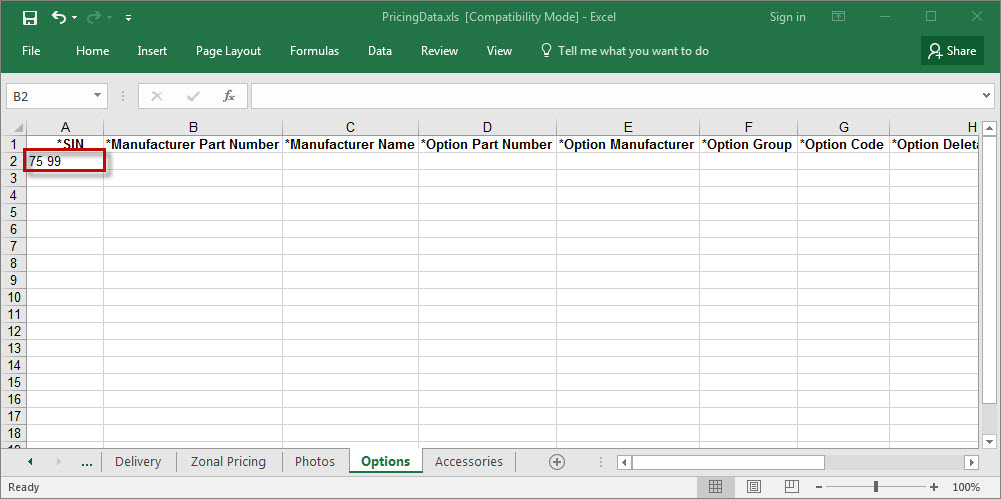 PricingData.xls [Compatibility Mode] - Excel
Sign in
File Home Insert Page Layout Formulas Data Review View Tell me what you want to do Share
B2 fx
A B C D E F G H
1 *SIN *Manufacturer Part Number *Manufacturer Name *Option Part Number *Option Manufacturer *Option Group *Option Code *Option Deleta
2 75 99
3
4
5
6
7
8
9
10
11
12
13
14
15
16
17
18
... Delivery Zonal Pricing Photos Options Accessories
Ready 100%